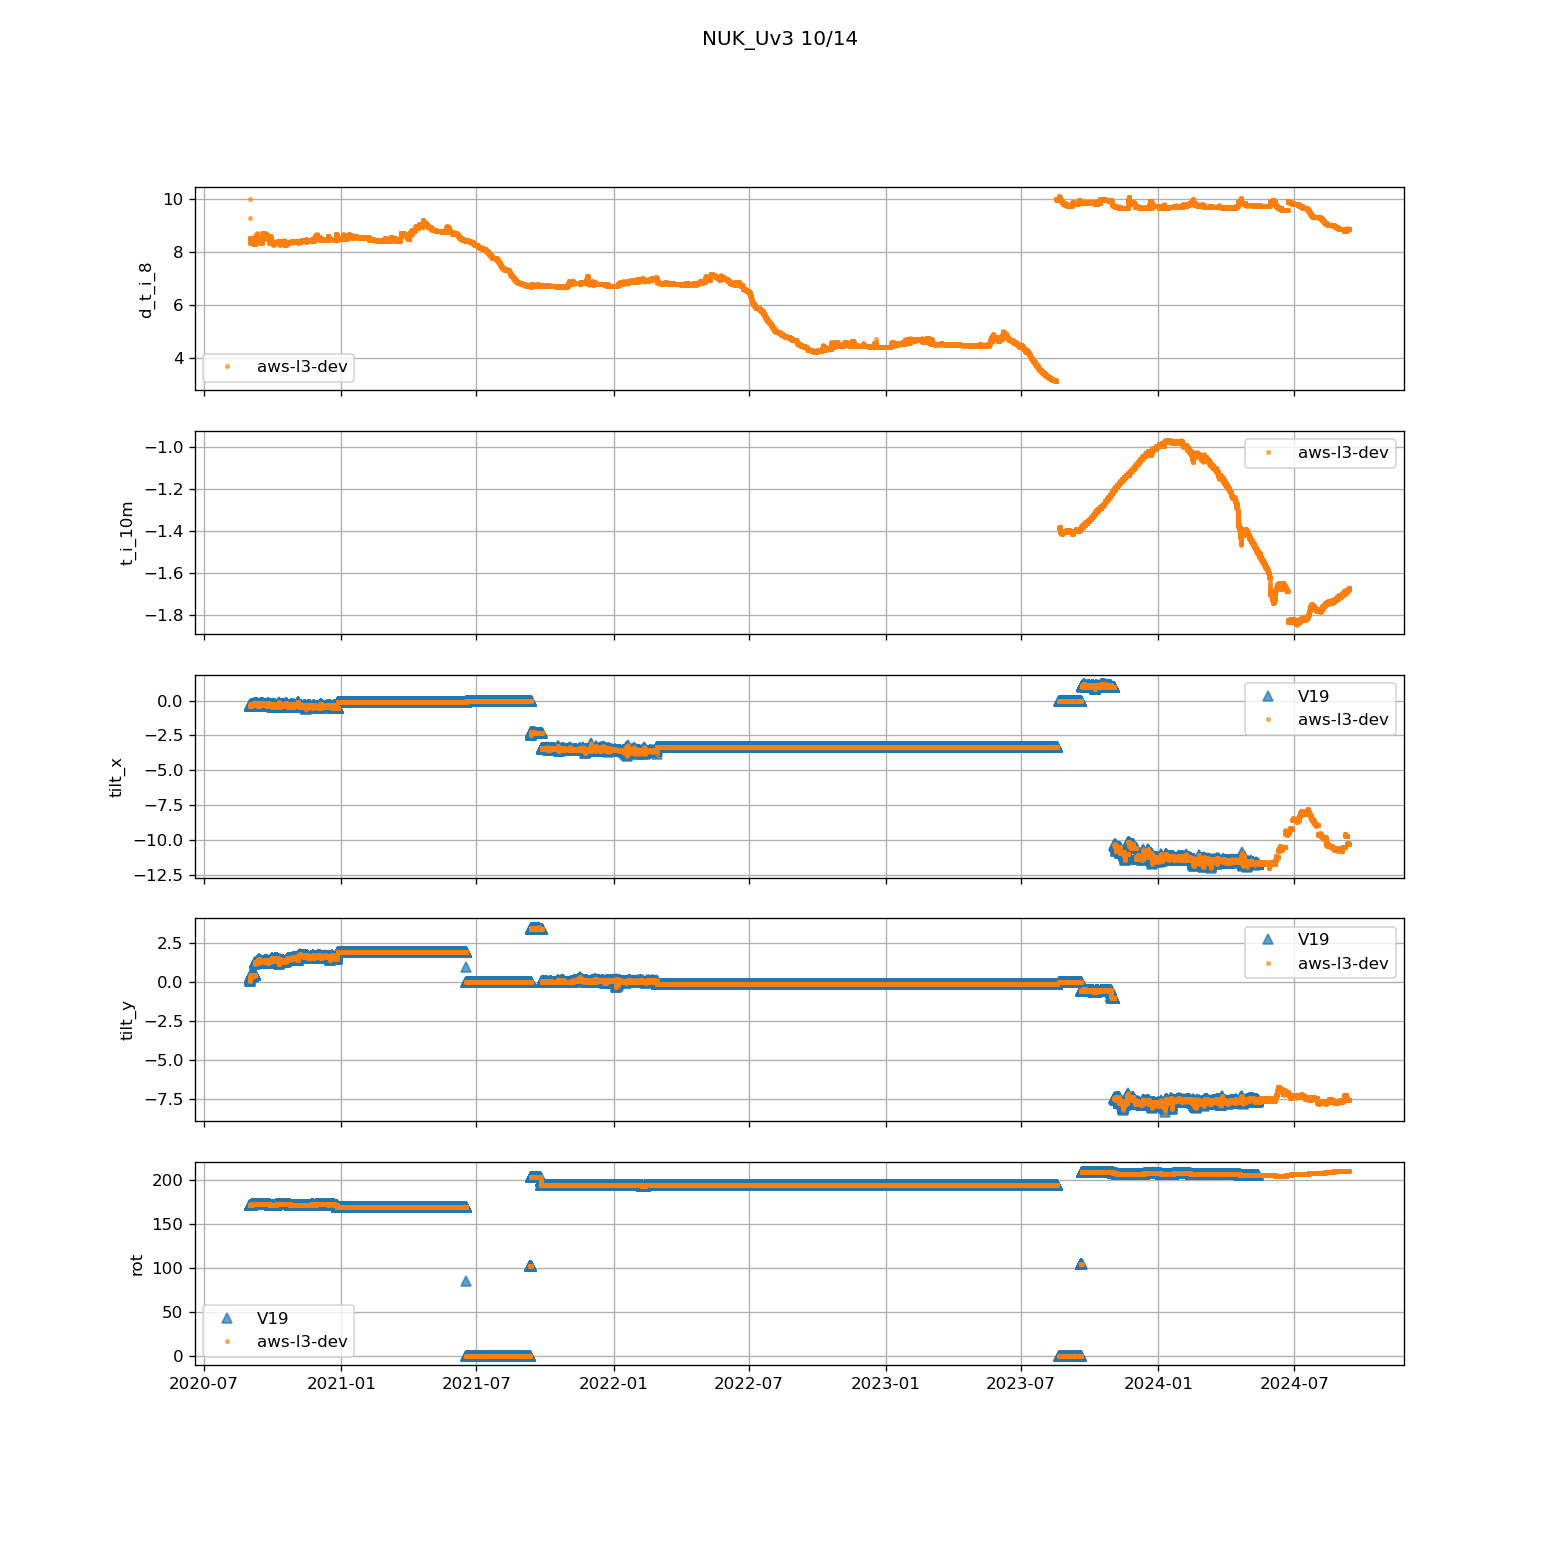 NUK_Uv3 10/14
10
8
6
4
d_t_i_8
aws-l3-dev
−1.0
−1.2
−1.4
−1.6
−1.8
t_i_10m
aws-l3-dev
0.0
−2.5
−5.0
−7.5
−10.0
−12.5
tilt_x
V19
aws-l3-dev
2.5
0.0
−2.5
−5.0
−7.5
tilt_y
V19
aws-l3-dev
200
150
100
50
0
rot
V19
aws-l3-dev
2020-07 2021-01 2021-07 2022-01 2022-07 2023-01 2023-07 2024-01 2024-07